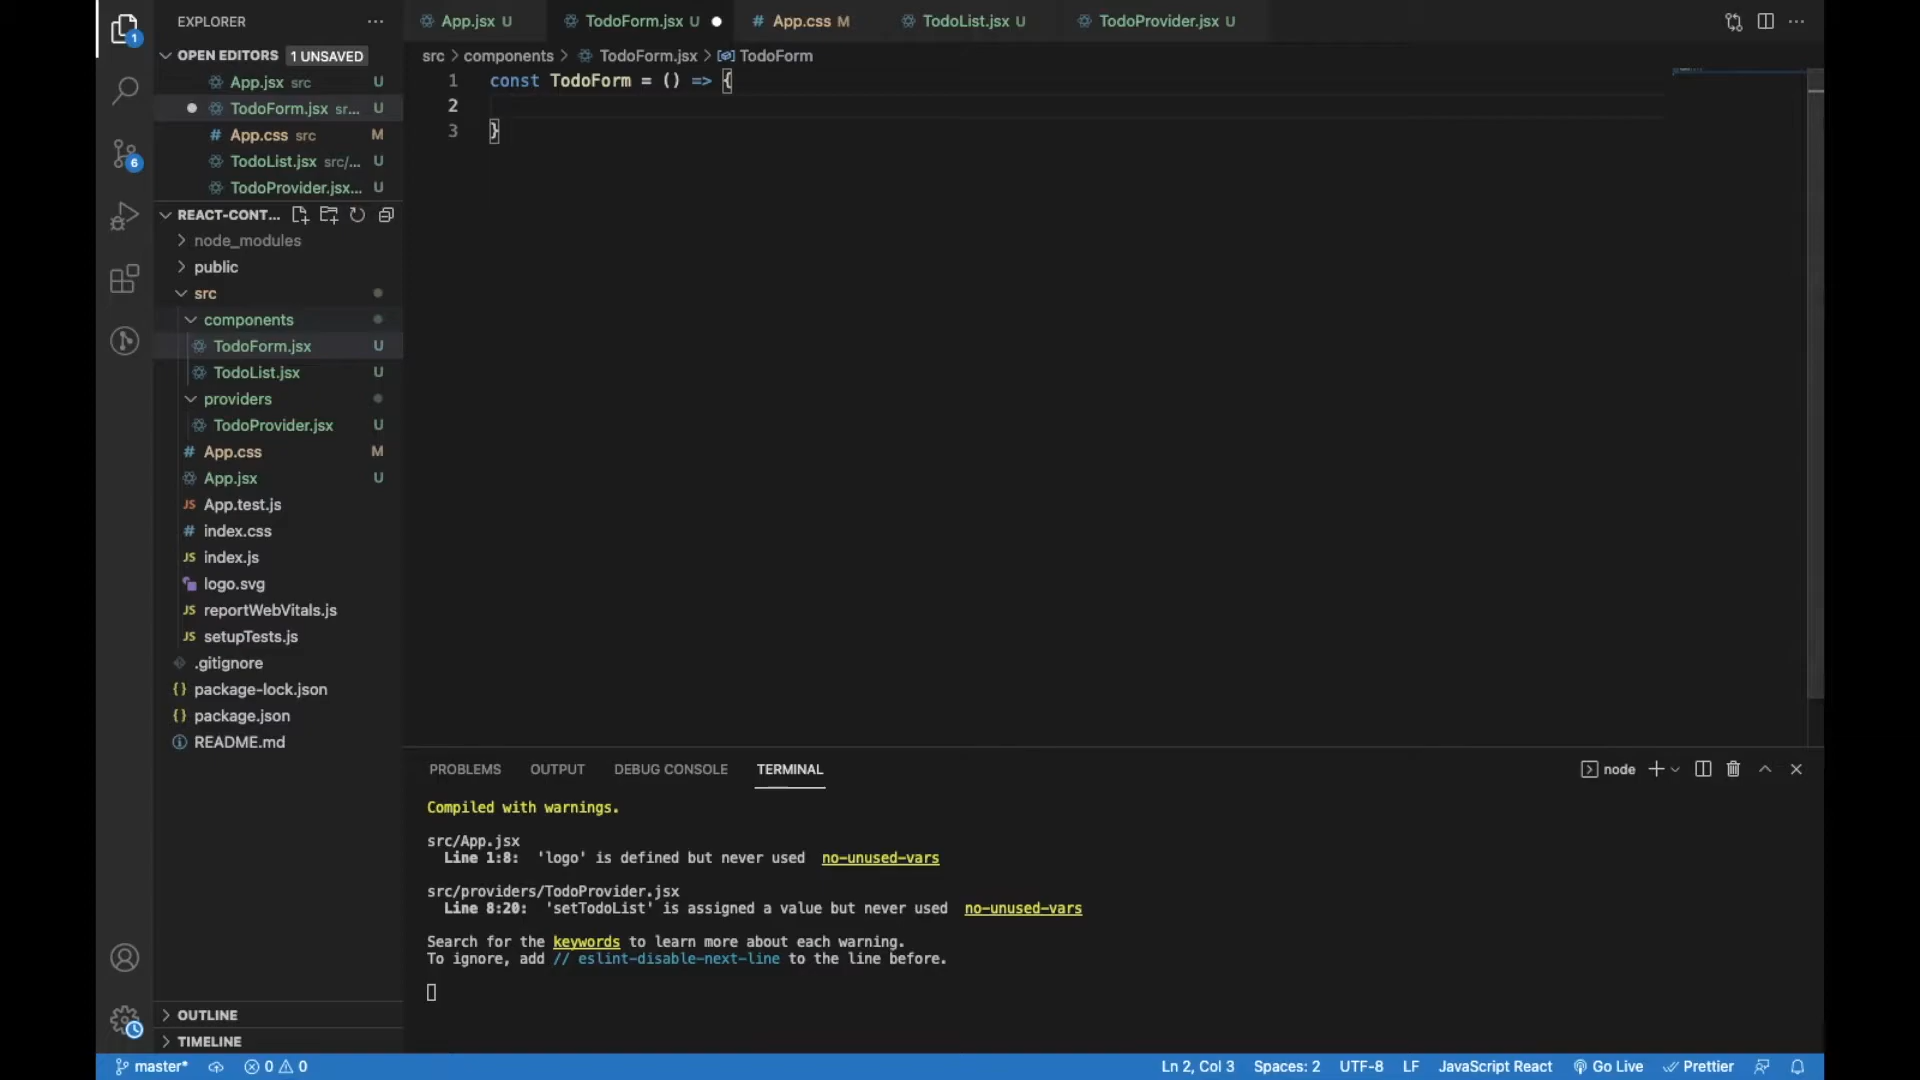 EXPLORER
OPEN EDITORS 1 UNSAVED
App.jsx src U
TodoForm.jsx sr... U
App.css src M
TodoList.jsx src/... U
TodoProvider.jsx... U
REACT-CONT...
node_modules
public
src
components
TodoForm.jsx U
TodoList.jsx U
providers
TodoProvider.jsx U
App.css M
App.jsx U
App.test.js
index.css
index.js
logo.svg
reportWebVitals.js
setupTests.js
.gitignore
package-lock.json
package.json
README.md
OUTLINE
TIMELINE
1
6
App.jsx U TodoForm.jsx U App.css M TodoList.jsx U TodoProvider.jsx U
src > components > TodoForm.jsx > TodoForm
1 const TodoForm = () => {
2
3 }
PROBLEMS OUTPUT DEBUG CONSOLE TERMINAL node
Compiled with warnings.
src/App.jsx
Line 1:8: 'logo' is defined but never used no-unused-vars
src/providers/TodoProvider.jsx
Line 8:20: 'setTodoList' is assigned a value but never used no-unused-vars
Search for the keywords to learn more about each warning.
To ignore, add // eslint-disable-next-line to the line before.
master* 0 0 Ln 2, Col 3 Spaces: 2 UTF-8 LF JavaScript React Go Live Prettier